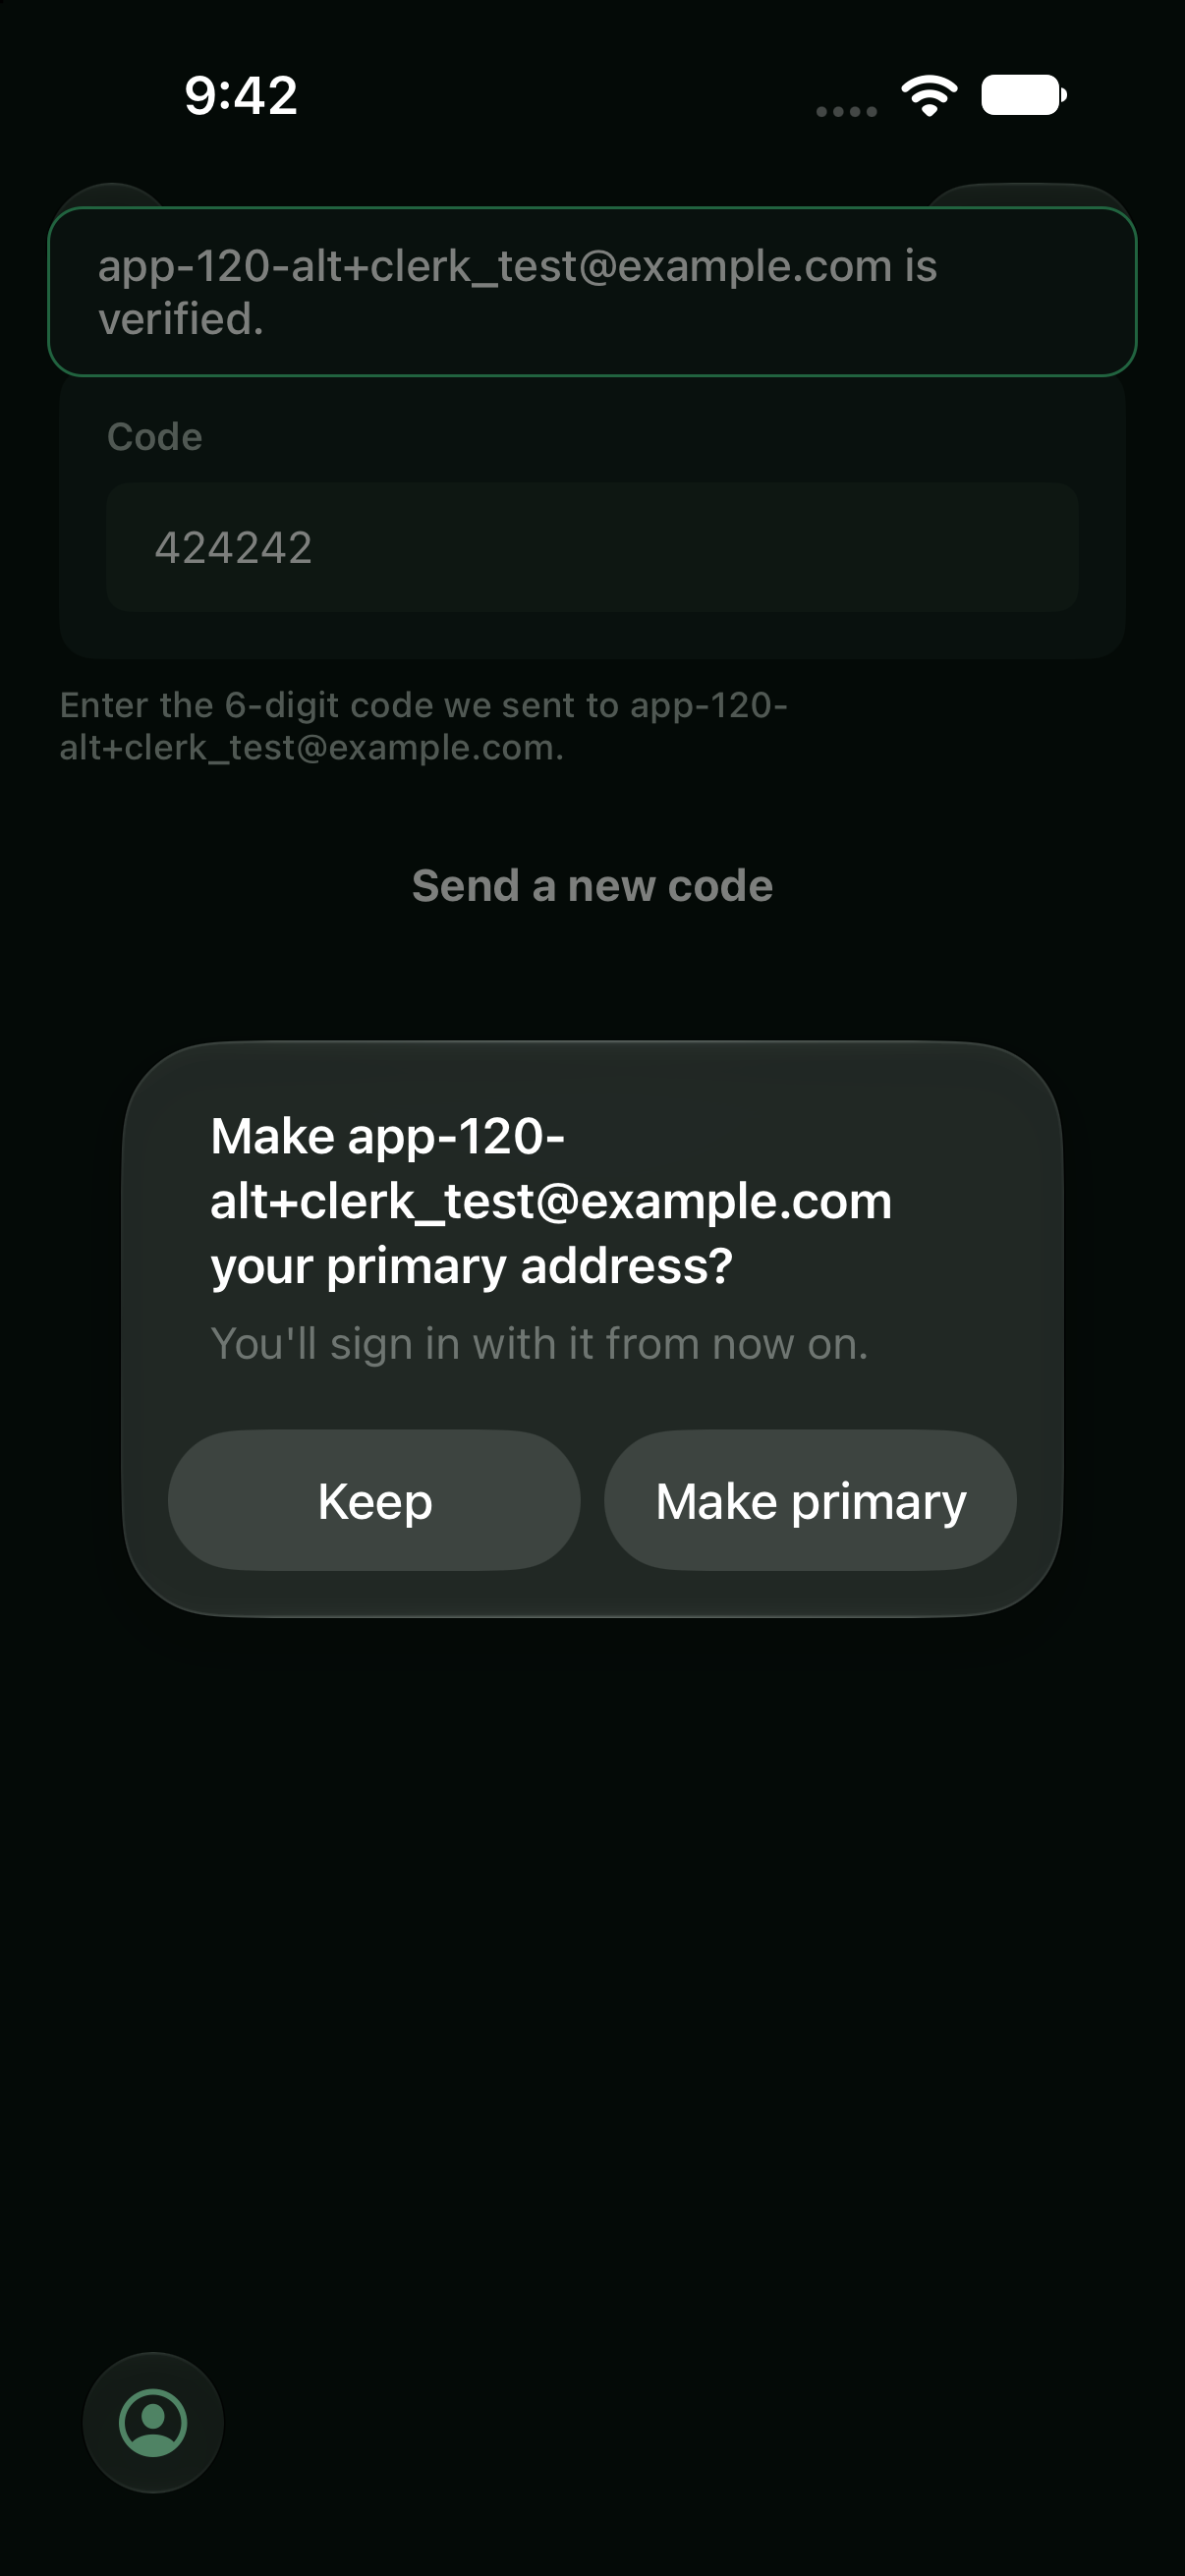 9:42
app-120-alt+clerk_test@example.com is
verified.
Code
424242
Enter the 6-digit code we sent to app-120-
alt+clerk_test@example.com.
Send a new code
Make app-120-
alt+clerk_test@example.com
your primary address?
You'll sign in with it from now on.
Keep
Make primary